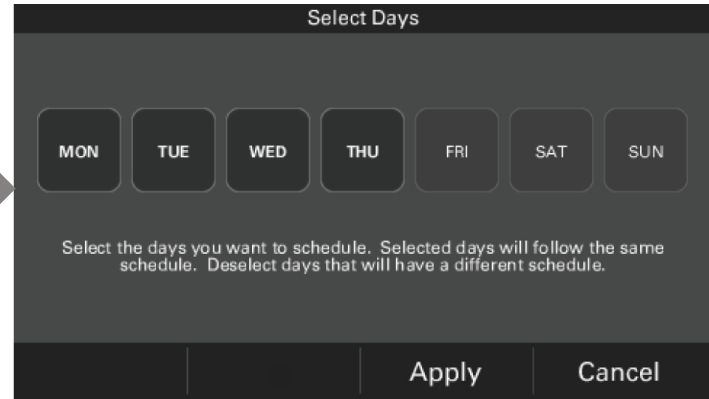 Select Days
MON TUE WED THU FRI SAT SUN
Select the days you want to schedule. Selected days will follow the same
schedule. Deselect days that will have a different schedule.
Apply Cancel